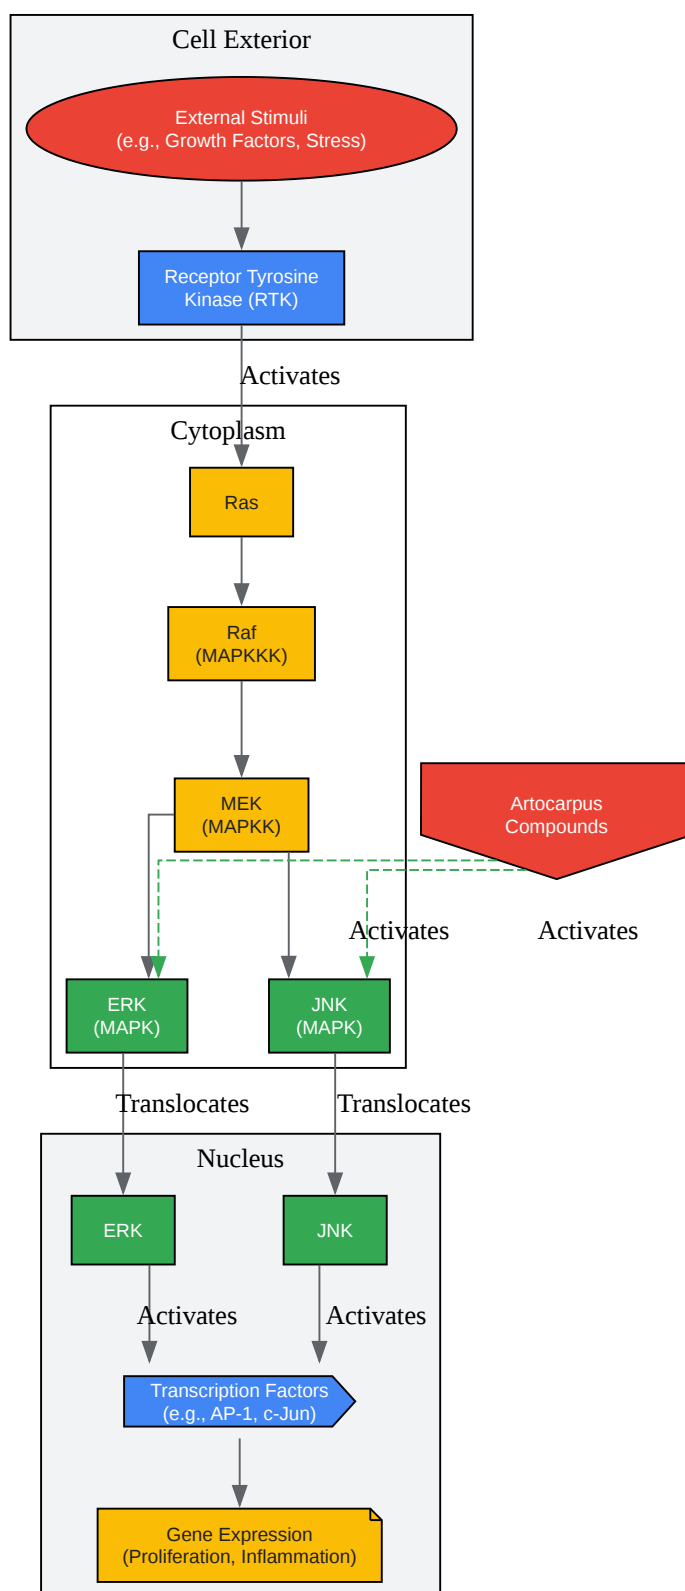 Cell Exterior
External Stimuli
(e.g., Growth Factors, Stress)
Receptor Tyrosine
Kinase (RTK)
Activates
Cytoplasm
Ras
Raf
(MAPKKK)
MEK
(MAPKK)
Artocarpus
Compounds
Activates
Activates
ERK
(MAPK)
JNK
(MAPK)
Translocates
Translocates
Nucleus
ERK
JNK
Activates
Activates
Transcription Factors
(e.g., AP-1, c-Jun)
Gene Expression
(Proliferation, Inflammation)